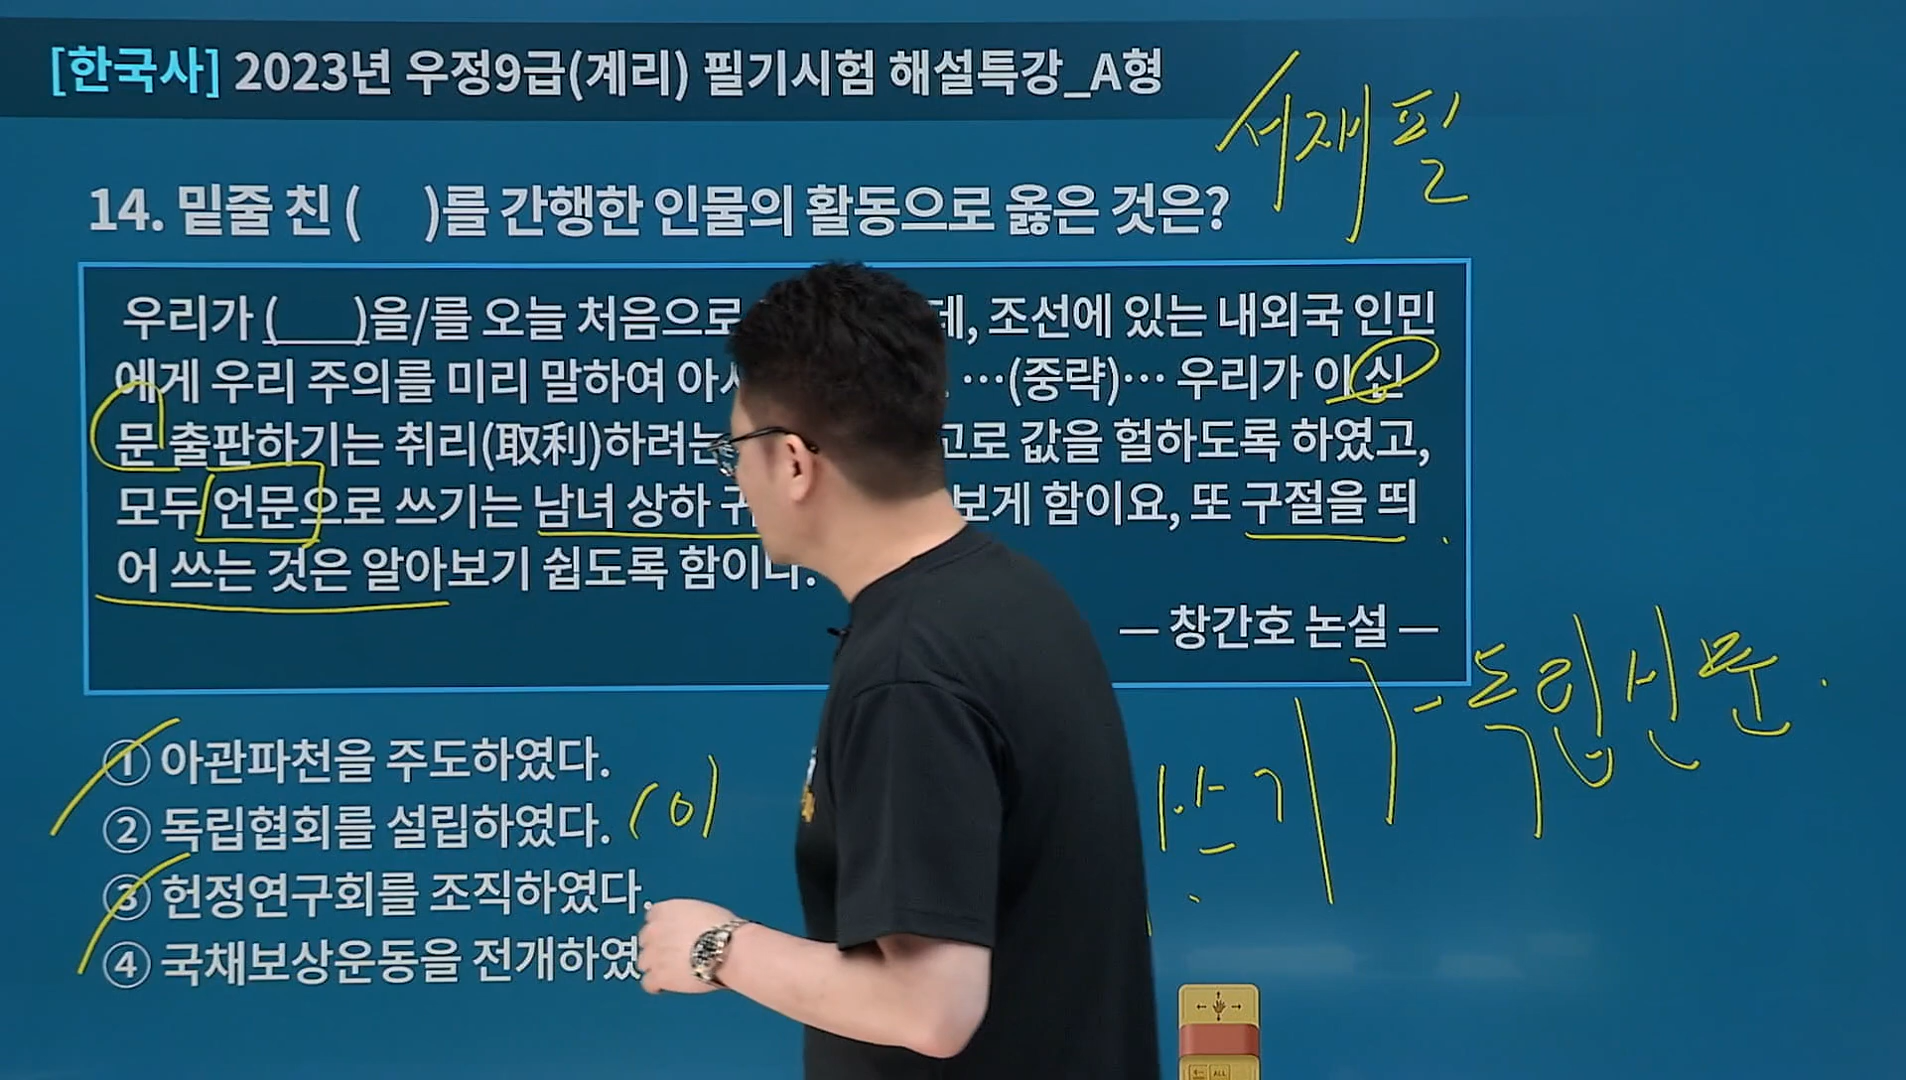 [한국사] 2023년 우정9급(계리) 필기시험 해설특강_A형
서재필
14. 밑줄 친 ( )를 간행한 인물의 활동으로 옳은 것은?
우리가 (___)을/를 오늘 처음으로 데, 조선에 있는 내외국 인민
에게 우리 주의를 미리 말하여 …(중략)… 우리가 이 신
문 출판하기는 취리(取利)하려는 고로 값을 헐하도록 하였고,
모두 언문으로 쓰기는 남녀 상하 보게 함이요, 또 구절을 띄
어 쓰는 것은 알아보기 쉽도록 함이다.
— 창간호 논설 —
독립신문.
① 아관파천을 주도하였다.
② 독립협회를 설립하였다.
③ 헌정연구회를 조직하였다.
④ 국채보상운동을 전개하였
ALL